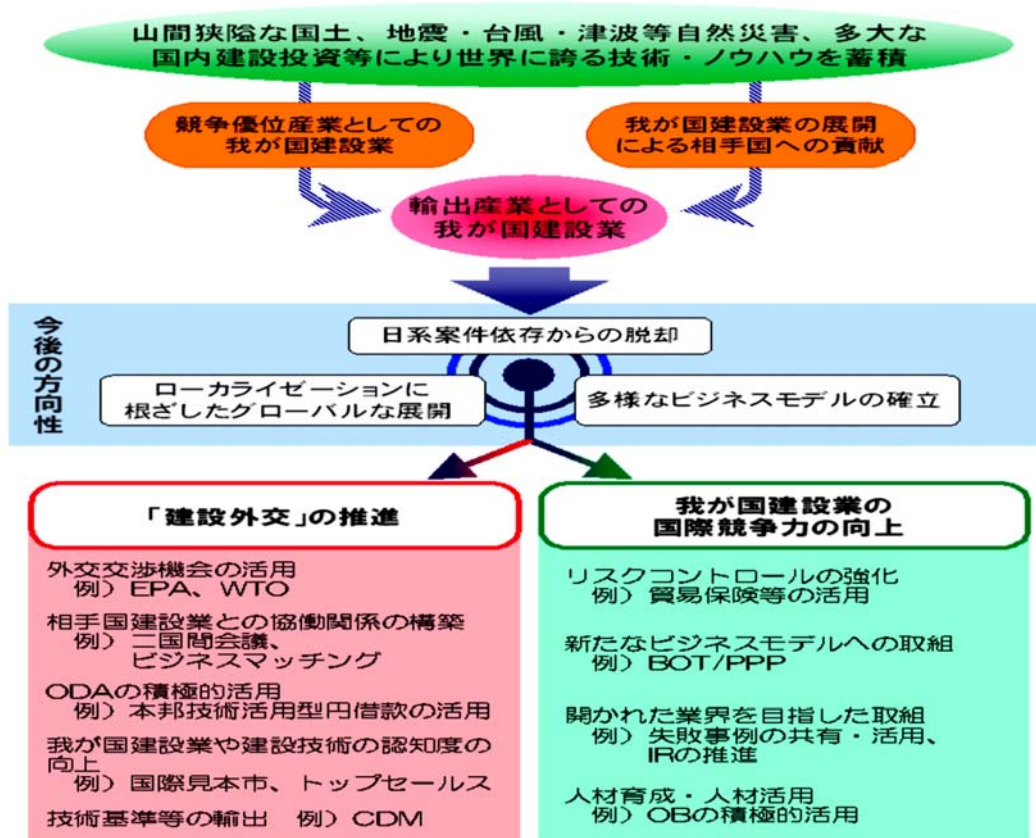 山間狭隘な国土、地震・台風・津波等自然災害、多大な
国内建設投資等により世界に誇る技術・ノウハウを蓄積
競争優位産業としての
我が国建設業
我が国建設業の展開
による相手国への貢献
輸出産業としての
我が国建設業
今後の方向性
日系案件依存からの脱却
ローカライゼーションに
根ざしたグローバルな展開
多様なビジネスモデルの確立
「建設外交」の推進
外交交渉機会の活用
例）EPA、WTO
相手国建設業との協働関係の構築
例）二国間会議、
ビジネスマッチング
ODAの積極的活用
例）本邦技術活用型円借款の活用
我が国建設業や建設技術の認知度の
向上
例）国際見本市、トップセールス
技術基準等の輸出　例）CDM
我が国建設業の
国際競争力の向上
リスクコントロールの強化
例）貿易保険等の活用
新たなビジネスモデルへの取組
例）BOT/PPP
開かれた業界を目指した取組
例）失敗事例の共有・活用、
IRの推進
人材育成・人材活用
例）OBの積極的活用